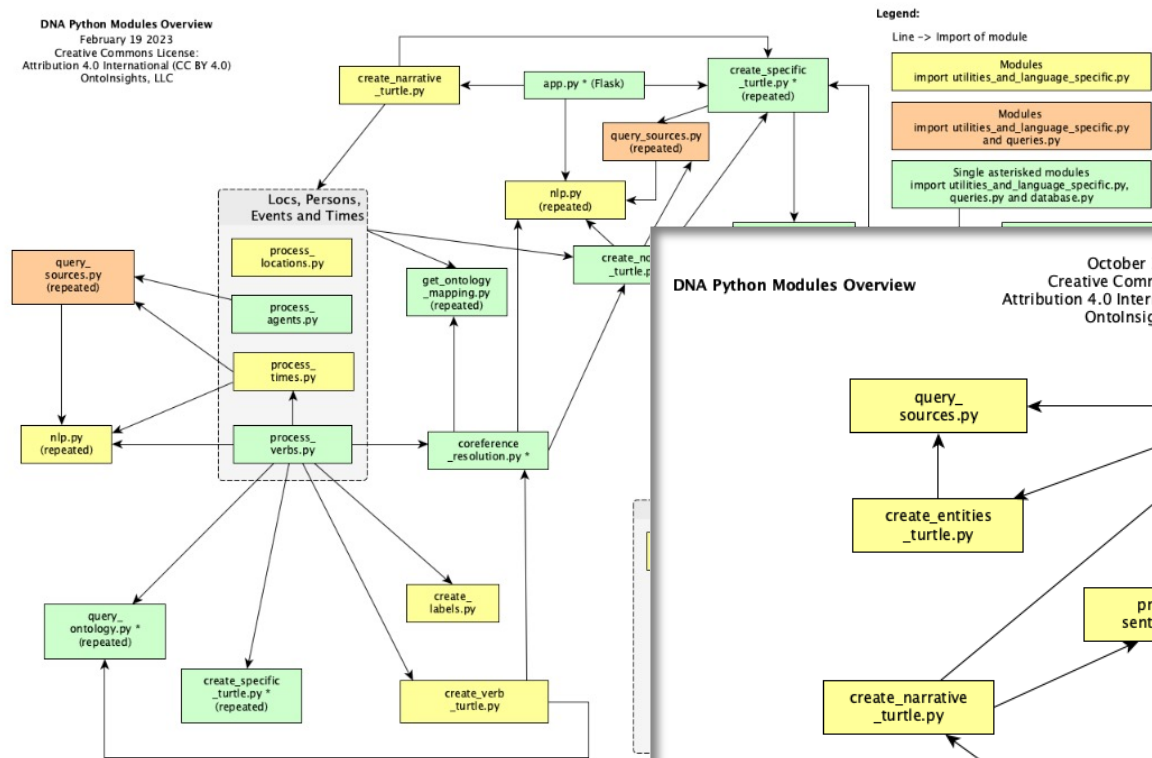 DNA Python Modules Overview
February 19 2023
Creative Commons License:
Attribution 4.0 International (CC BY 4.0)
OntoInsights, LLC
Legend:
Line -> Import of module
Modules
import utilities_and_language_specific.py
Modules
import utilities_and_language_specific.py
and queries.py
Single asterisked modules
import utilities_and_language_specific.py,
queries.py and database.py
create_narrative
_turtle.py
app.py * (Flask)
create_specific
_turtle.py *
(repeated)
query_sources.py
(repeated)
nlp.py
(repeated)
Locs, Persons,
Events and Times
process_
locations.py
process_
agents.py
process_
times.py
process_
verbs.py
query_
sources.py
(repeated)
nlp.py
(repeated)
get_ontology
_mapping.py
(repeated)
create_no
_turtle.p
coreference
_resolution.py *
create_
labels.py
query_
ontology.py *
(repeated)
create_specific
_turtle.py *
(repeated)
create_verb
_turtle.py
DNA Python Modules Overview
October
Creative Comm
Attribution 4.0 Inter
OntoInsig
query_
sources.py
create_entities
_turtle.py
pr
sent
create_narrative
_turtle.py